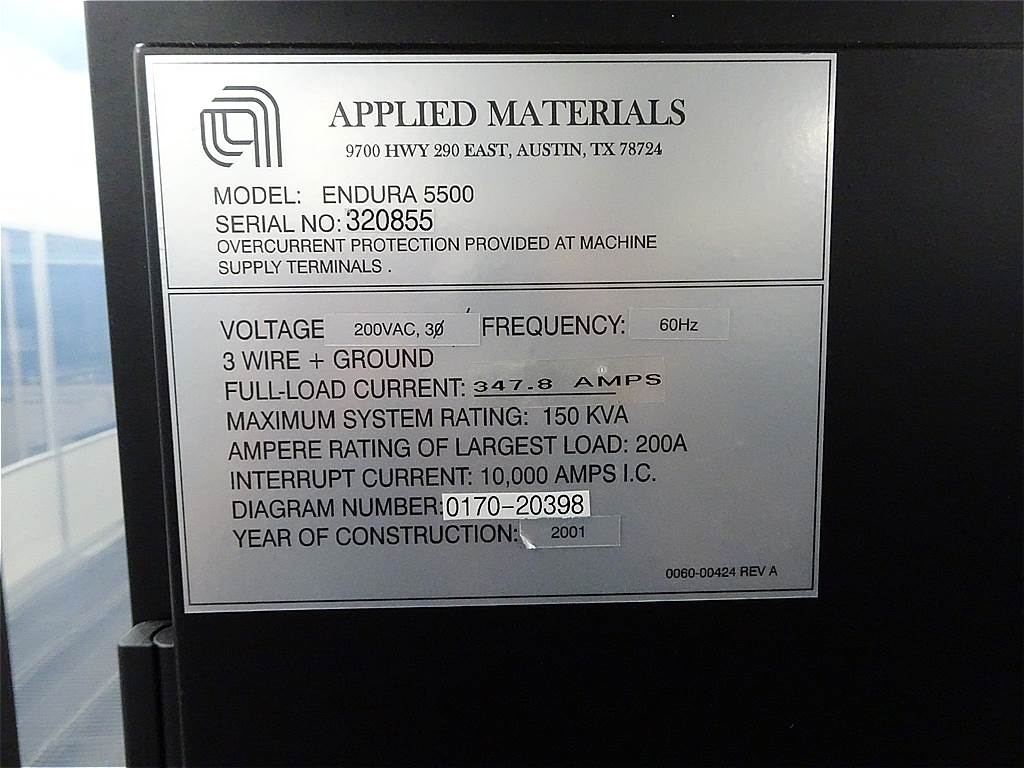 APPLIED MATERIALS
9700 HWY 290 EAST, AUSTIN, TX 78724
MODEL: ENDURA 5500
SERIAL NO: 320855
OVERCURRENT PROTECTION PROVIDED AT MACHINE
SUPPLY TERMINALS .
VOLTAGE 200VAC, 3Ø FREQUENCY: 60Hz
3 WIRE + GROUND
FULL-LOAD CURRENT: 347.8 AMPS
MAXIMUM SYSTEM RATING: 150 KVA
AMPERE RATING OF LARGEST LOAD: 200A
INTERRUPT CURRENT: 10,000 AMPS I.C.
DIAGRAM NUMBER: 0170-20398
YEAR OF CONSTRUCTION: 2001
0060-00424 REV A